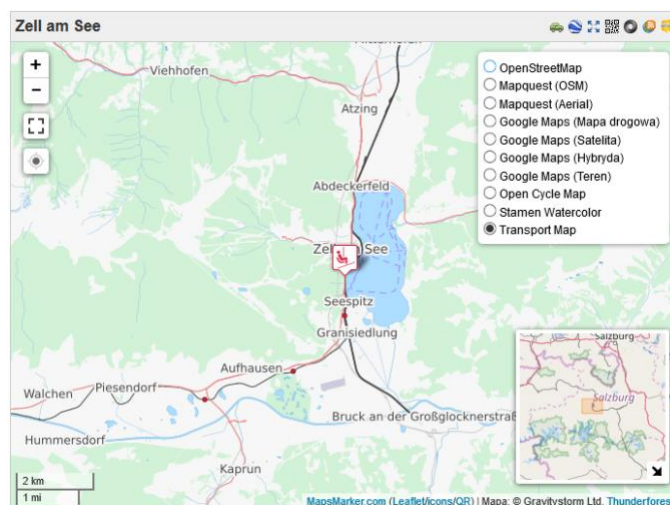 Zell am See
+
−
OpenStreetMap
Mapquest (OSM)
Mapquest (Aerial)
Google Maps (Mapa drogowa)
Google Maps (Satelita)
Google Maps (Hybryda)
Google Maps (Teren)
Open Cycle Map
Stamen Watercolor
Transport Map
Viehhofen
Atzing
Abdeckerfeld
See
Seespitz
Granisiedlung
Aufhausen
Walchen
Piesendorf
Bruck an der Großglocknerstraß
Hummersdorf
Kaprun
Salzburg
Salzburg
2 km
1 mi
MapsMarker.com (Leaflet/icons/QR) | Mapa: © Gravitystorm Ltd. Thunderfores